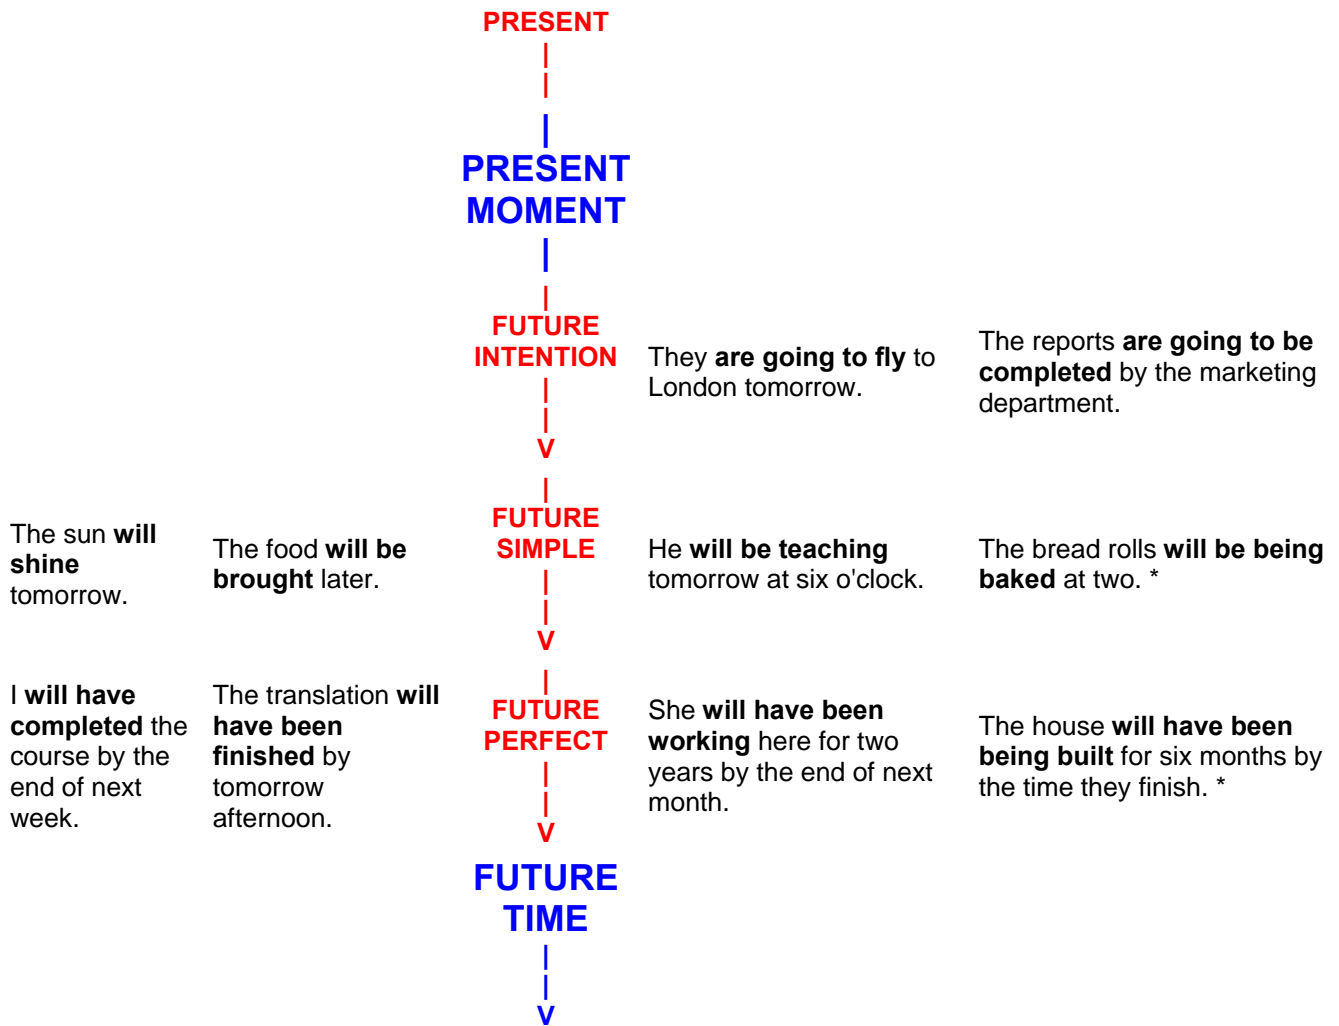 PRESENT
|
|
|
|
PRESENT
MOMENT
|
|
FUTURE
INTENTION
|
|
V
They are going to fly to
London tomorrow.
The reports are going to be
completed by the marketing
department.
The sun will
shine
tomorrow.
The food will be
brought later.
|
FUTURE
SIMPLE
|
|
V
He will be teaching
tomorrow at six o'clock.
The bread rolls will be being
baked at two. *
I will have
completed the
course by the
end of next
week.
The translation will
have been
finished by
tomorrow
afternoon.
|
FUTURE
PERFECT
|
|
V
She will have been
working here for two
years by the end of next
month.
The house will have been
being built for six months by
the time they finish. *
FUTURE
TIME
|
|
V